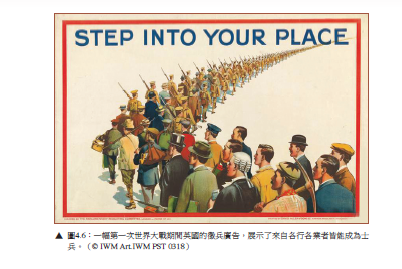 STEP INTO YOUR PLACE
▲ 圖4.6：一幅第一次世界大戰期間英國的徵兵廣告，展示了來自各行各業者皆能成為士
兵。（© IWM Art.IWM PST 0318）